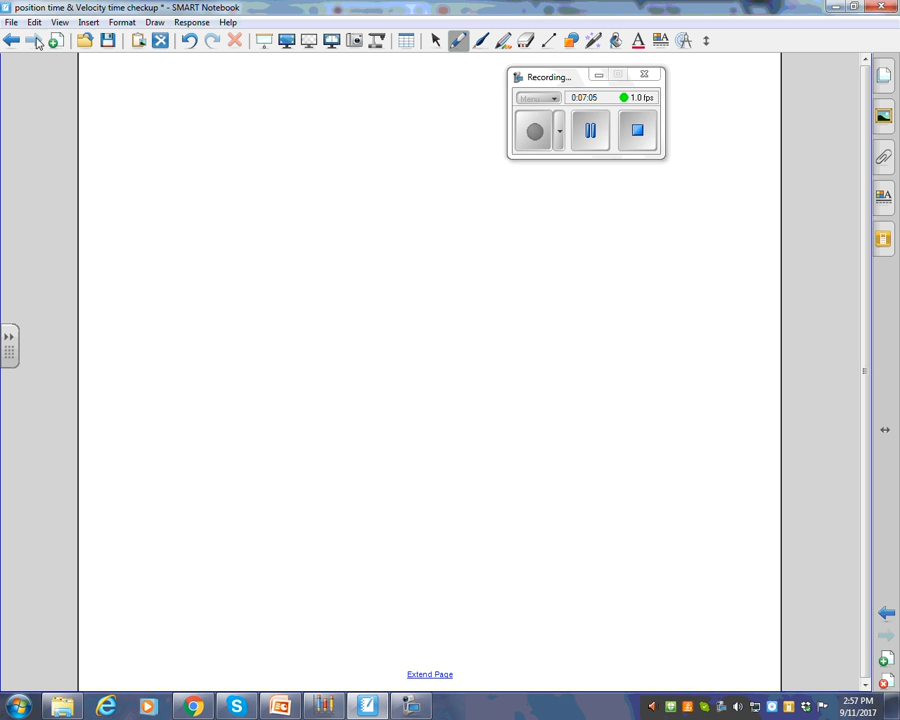 position time & Velocity time checkup * - SMART Notebook
File Edit View Insert Format Draw Response Help
Recording...
Menu 0:07:05 1.0 fps
Extend Page
2:57 PM
9/11/2017